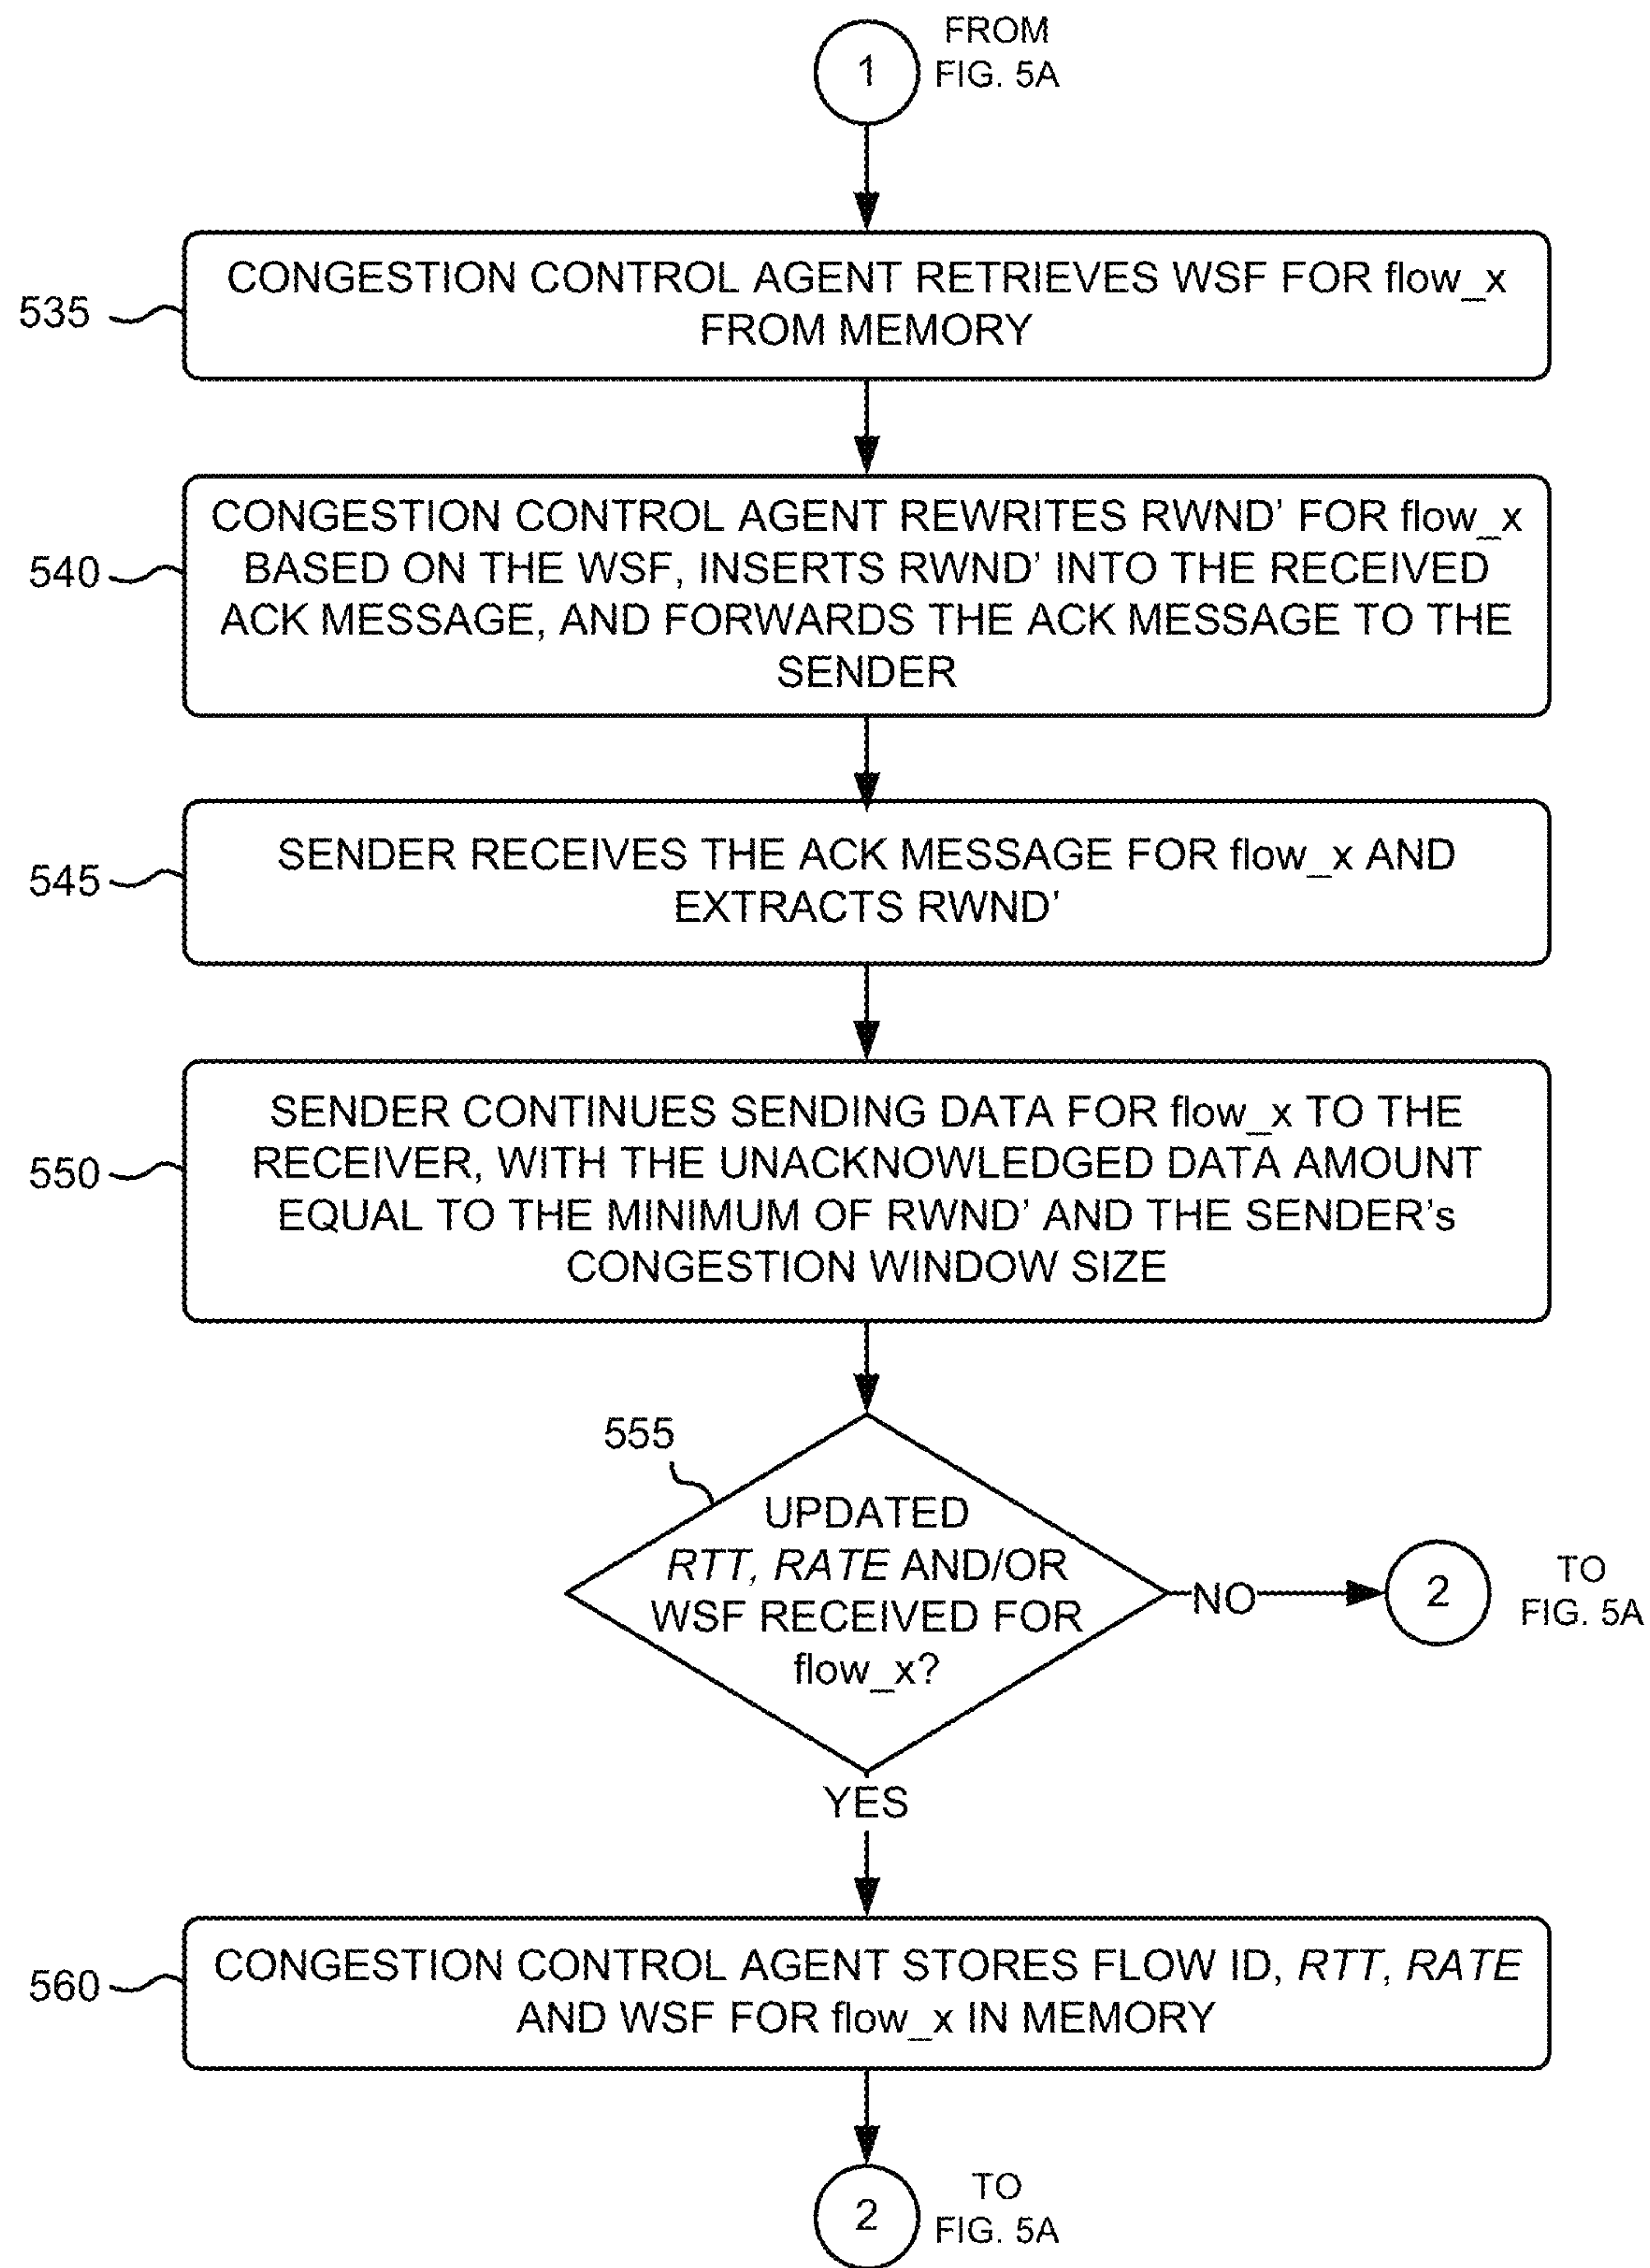 FROM
1
FIG. 5A
CONGESTION CONTROL AGENT RETRIEVES WSF FOR flow_x
FROM MEMORY
535
CONGESTION CONTROL AGENT REWRITES RWND’ FOR flow_x
BASED ON THE WSF, INSERTS RWND’ INTO THE RECEIVED
ACK MESSAGE, AND FORWARDS THE ACK MESSAGE TO THE
SENDER
540
SENDER RECEIVES THE ACK MESSAGE FOR flow_x AND
EXTRACTS RWND’
545
SENDER CONTINUES SENDING DATA FOR flow_x TO THE
RECEIVER, WITH THE UNACKNOWLEDGED DATA AMOUNT
EQUAL TO THE MINIMUM OF RWND’ AND THE SENDER’s
CONGESTION WINDOW SIZE
550
555
UPDATED
RTT, RATE AND/OR
WSF RECEIVED FOR
flow_x?
NO
2
TO
FIG. 5A
YES
CONGESTION CONTROL AGENT STORES FLOW ID, RTT, RATE
AND WSF FOR flow_x IN MEMORY
560
2
TO
FIG. 5A